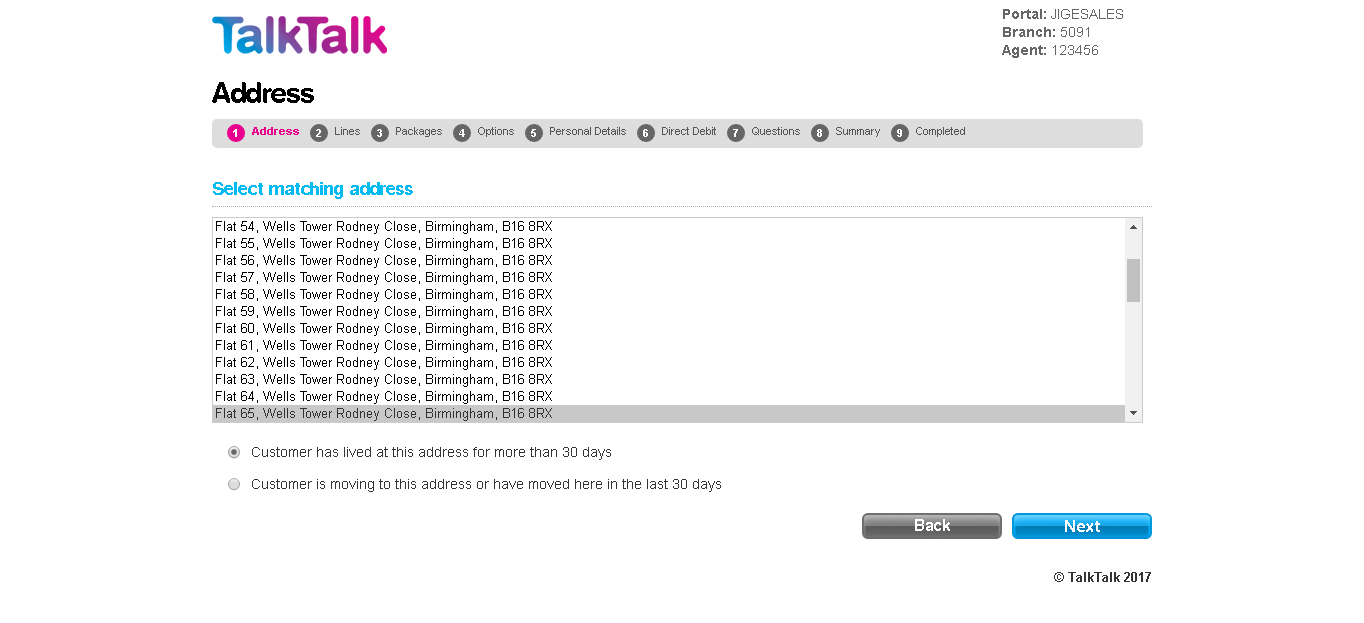 TalkTalk
Portal: JIGESALES
Branch: 5091
Agent: 123456
Address
1 Address 2 Lines 3 Packages 4 Options 5 Personal Details 6 Direct Debit 7 Questions 8 Summary 9 Completed
Select matching address
Flat 54, Wells Tower Rodney Close, Birmingham, B16 8RX
Flat 55, Wells Tower Rodney Close, Birmingham, B16 8RX
Flat 56, Wells Tower Rodney Close, Birmingham, B16 8RX
Flat 57, Wells Tower Rodney Close, Birmingham, B16 8RX
Flat 58, Wells Tower Rodney Close, Birmingham, B16 8RX
Flat 59, Wells Tower Rodney Close, Birmingham, B16 8RX
Flat 60, Wells Tower Rodney Close, Birmingham, B16 8RX
Flat 61, Wells Tower Rodney Close, Birmingham, B16 8RX
Flat 62, Wells Tower Rodney Close, Birmingham, B16 8RX
Flat 63, Wells Tower Rodney Close, Birmingham, B16 8RX
Flat 64, Wells Tower Rodney Close, Birmingham, B16 8RX
Flat 65, Wells Tower Rodney Close, Birmingham, B16 8RX
Customer has lived at this address for more than 30 days
Customer is moving to this address or have moved here in the last 30 days
Back Next
© TalkTalk 2017